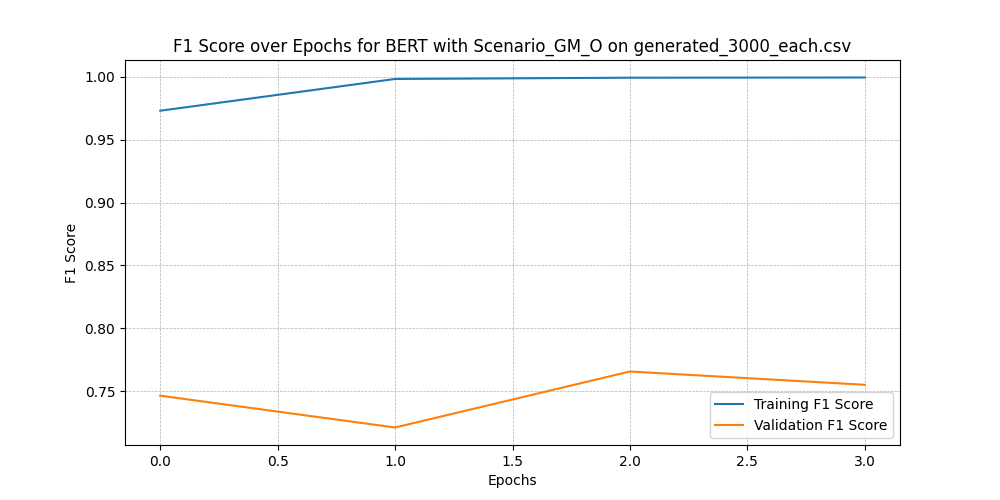 F1 Score over Epochs for BERT with Scenario_GM_O on generated_3000_each.csv
1.00
0.95
0.90
0.85
0.80
0.75
F1 Score
Training F1 Score
Validation F1 Score
0.0 0.5 1.0 1.5 2.0 2.5 3.0
Epochs